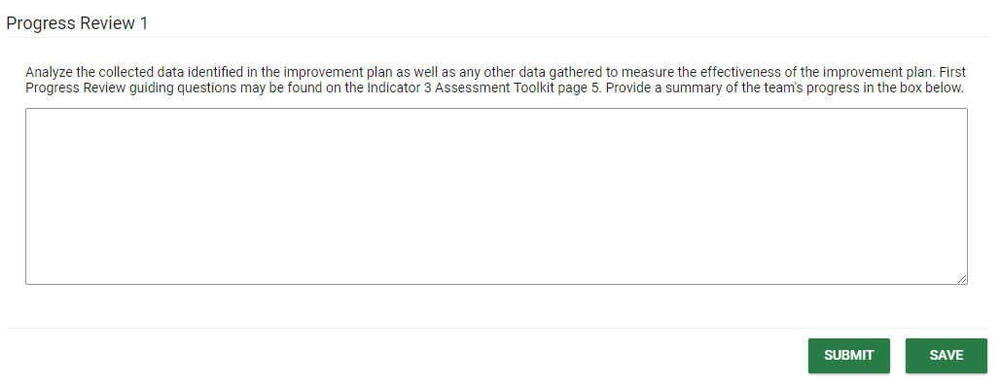 Progress Review 1
Analyze the collected data identified in the improvement plan as well as any other data gathered to measure the effectiveness of the improvement plan. First
Progress Review guiding questions may be found on the Indicator 3 Assessment Toolkit page 5. Provide a summary of the team's progress in the box below.
SUBMIT SAVE